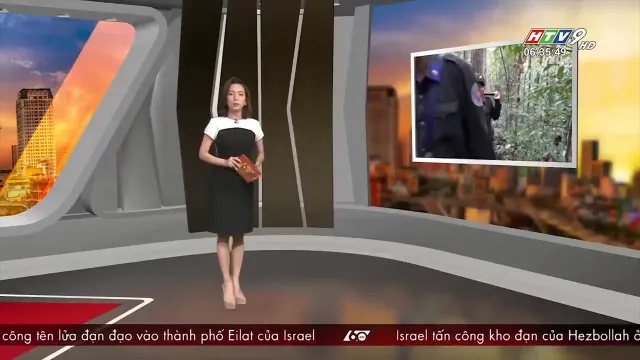 HTV9 HD
06:35:49
công tên lửa đạn đạo vào thành phố Eilat của Israel 60 Israel tấn công kho đạn của Hezbollah ở